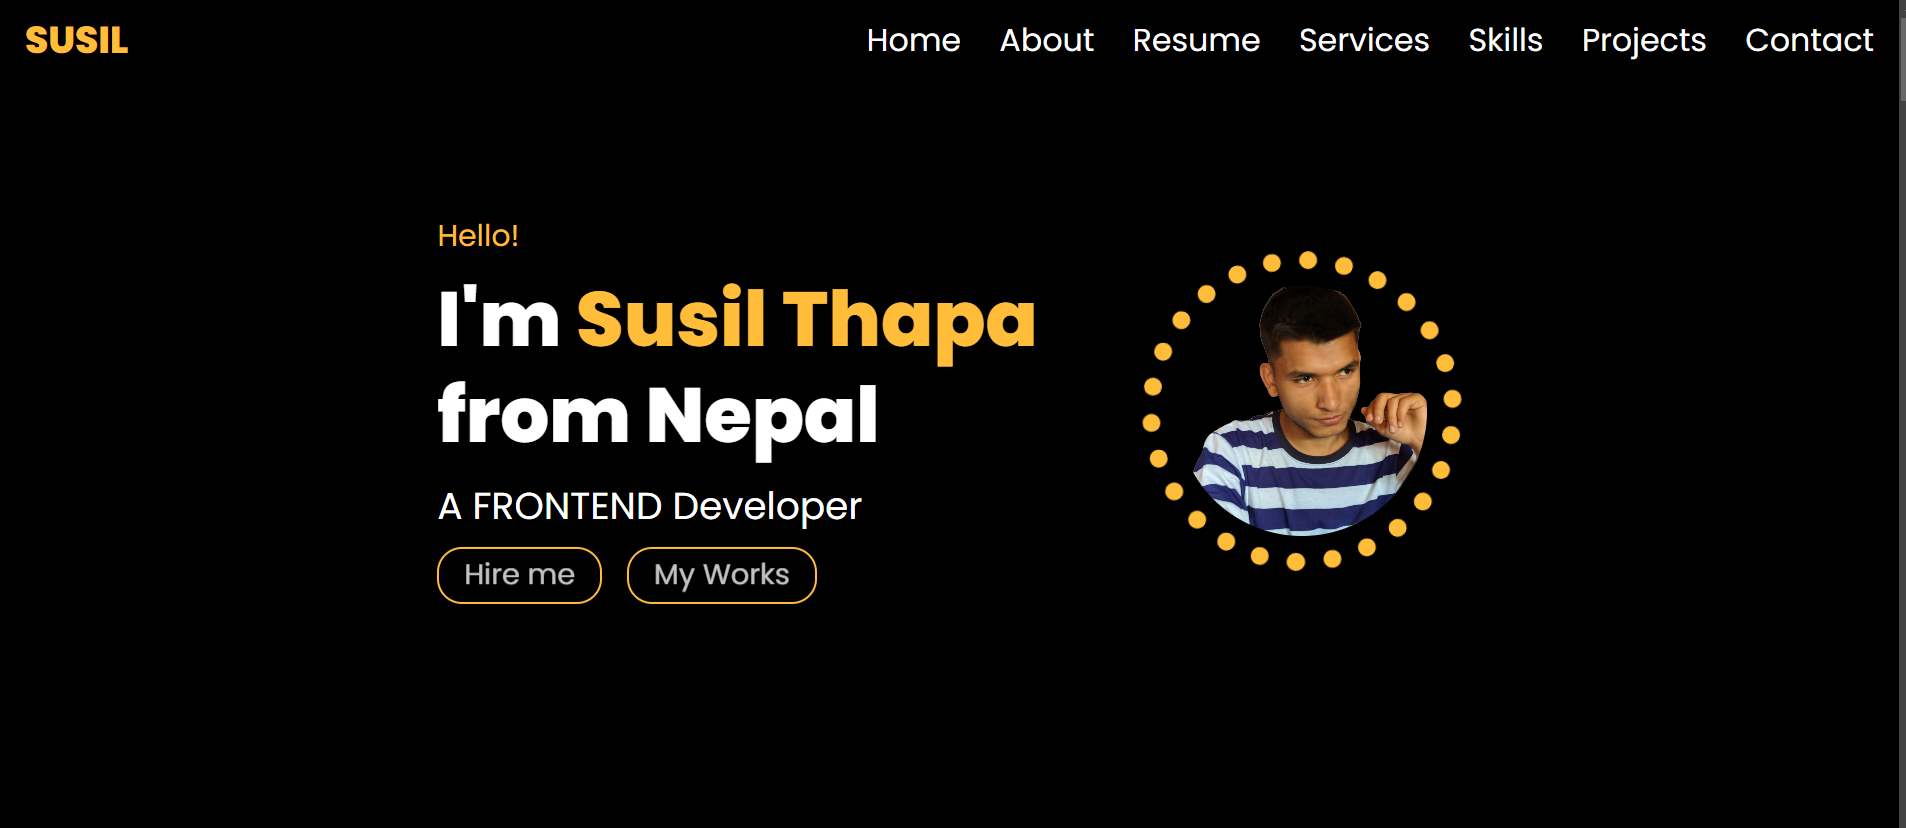 SUSIL
Home About Resume Services Skills Projects Contact
Hello!
I'm Susil Thapa
from Nepal
A FRONTEND Developer
Hire me
My Works